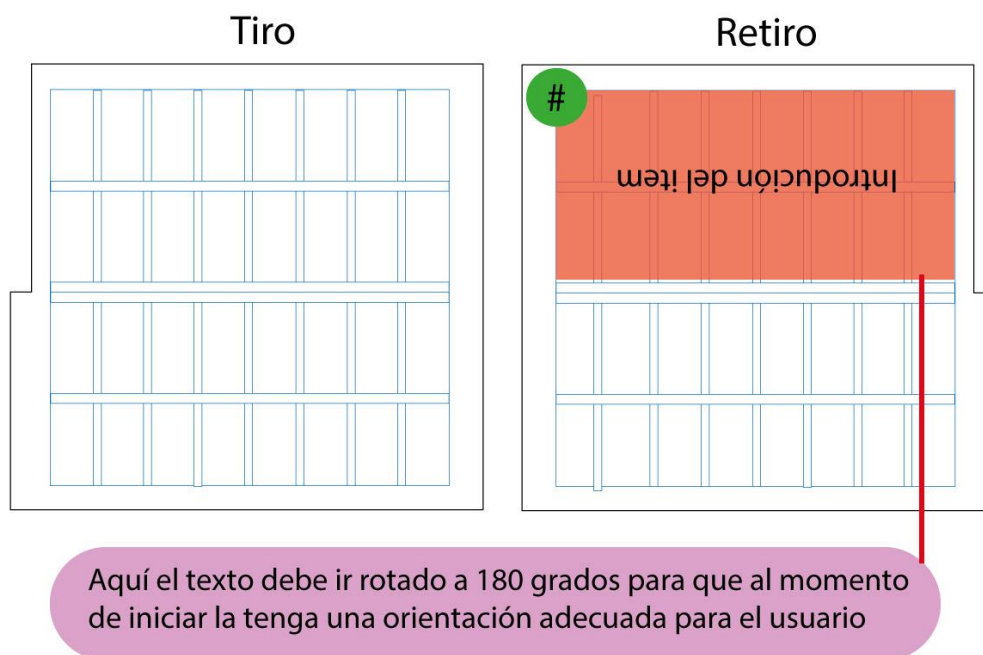 Tiro
Retiro
#
Introducución del item
Aquí el texto debe ir rotado a 180 grados para que al momento
de iniciar la tenga una orientación adecuada para el usuario